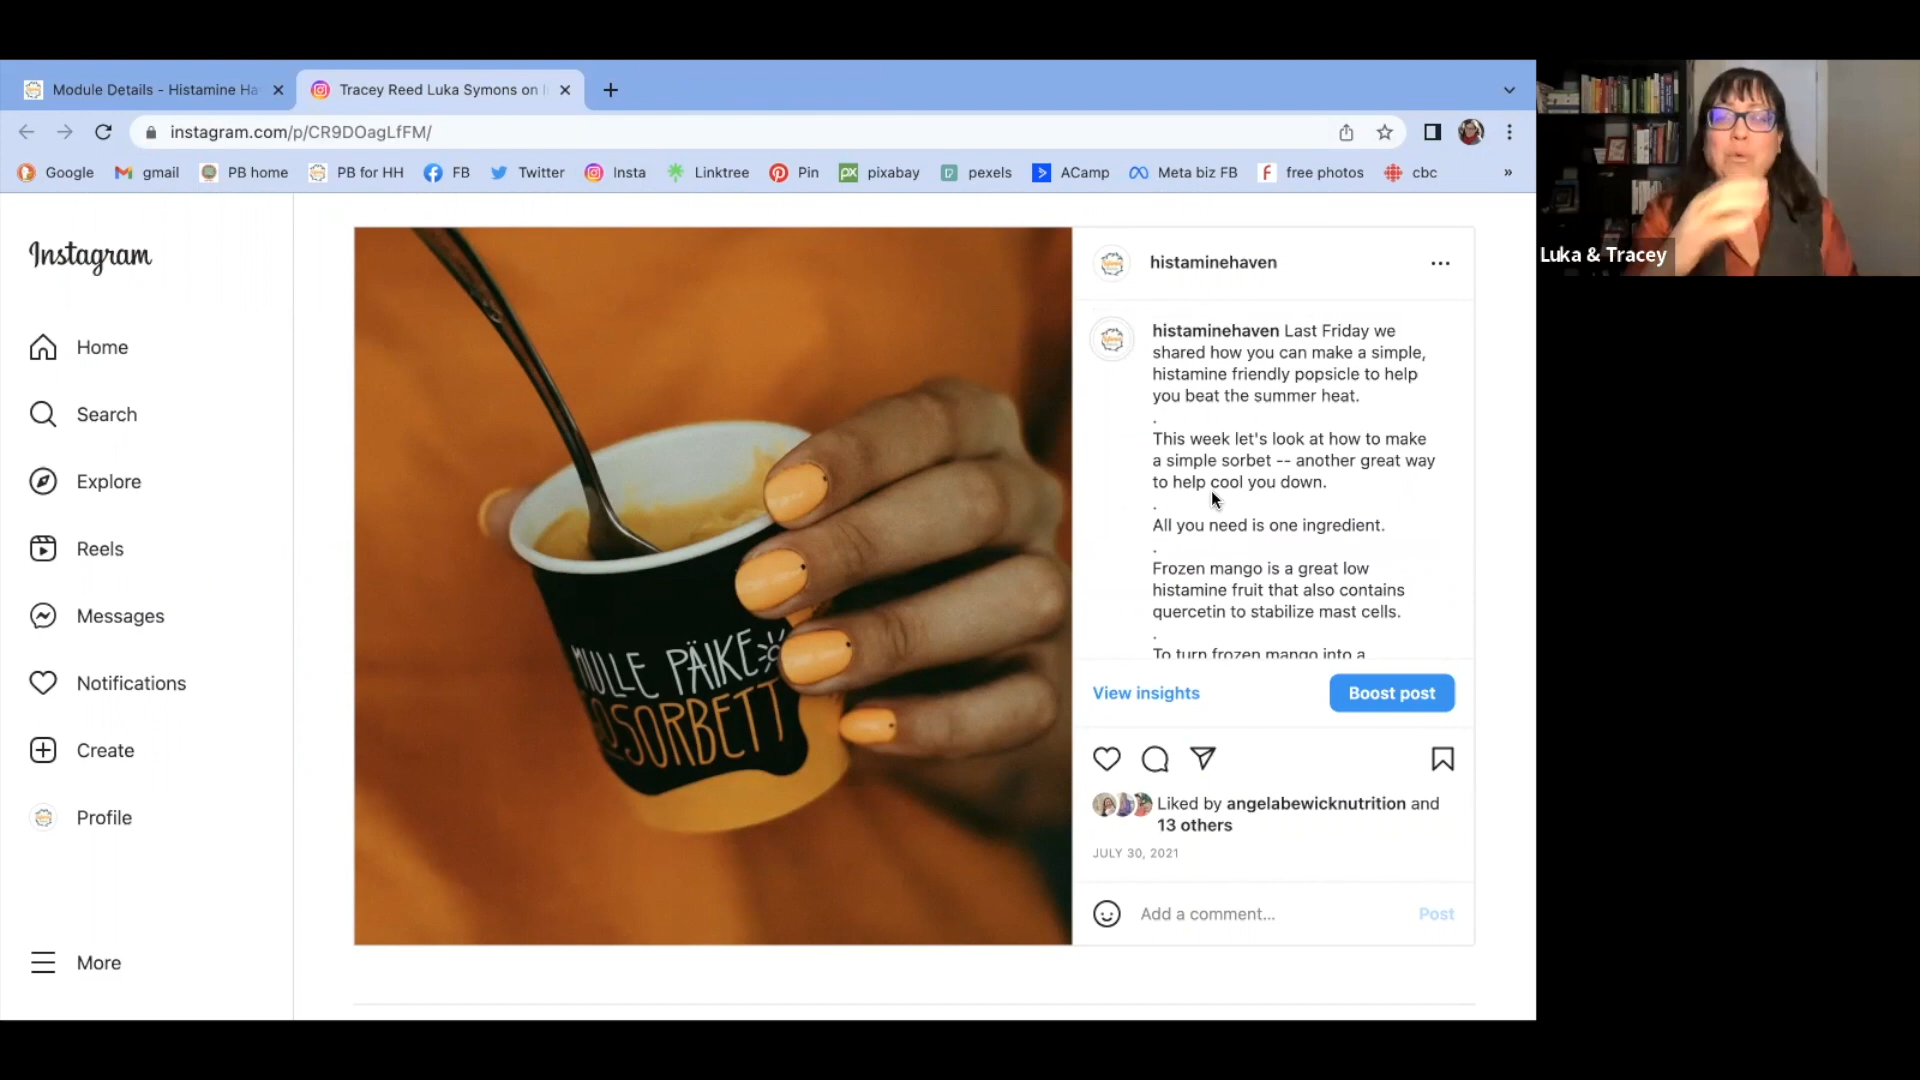 Module Details - Histamine Ha
Tracey Reed Luka Symons on I
instagram.com/p/CR9DOagLfFM/
Google
gmail
PB home
PB for HH
FB
Twitter
Insta
Linktree
Pin
pixabay
pexels
ACamp
Meta biz FB
free photos
cbc
»
Luka & Tracey
Instagram
Home
Search
Explore
Reels
Messages
Notifications
Create
Profile
More
MULLE PÄIKE
SORBETT
histaminehaven
histaminehaven Last Friday we
shared how you can make a simple,
histamine friendly popsicle to help
you beat the summer heat.
.
This week let's look at how to make
a simple sorbet -- another great way
to help cool you down.
.
All you need is one ingredient.
.
Frozen mango is a great low
histamine fruit that also contains
quercetin to stabilize mast cells.
.
To turn frozen mango into a
View insights
Boost post
Liked by angelabewicknutrition and
13 others
JULY 30, 2021
Add a comment...
Post